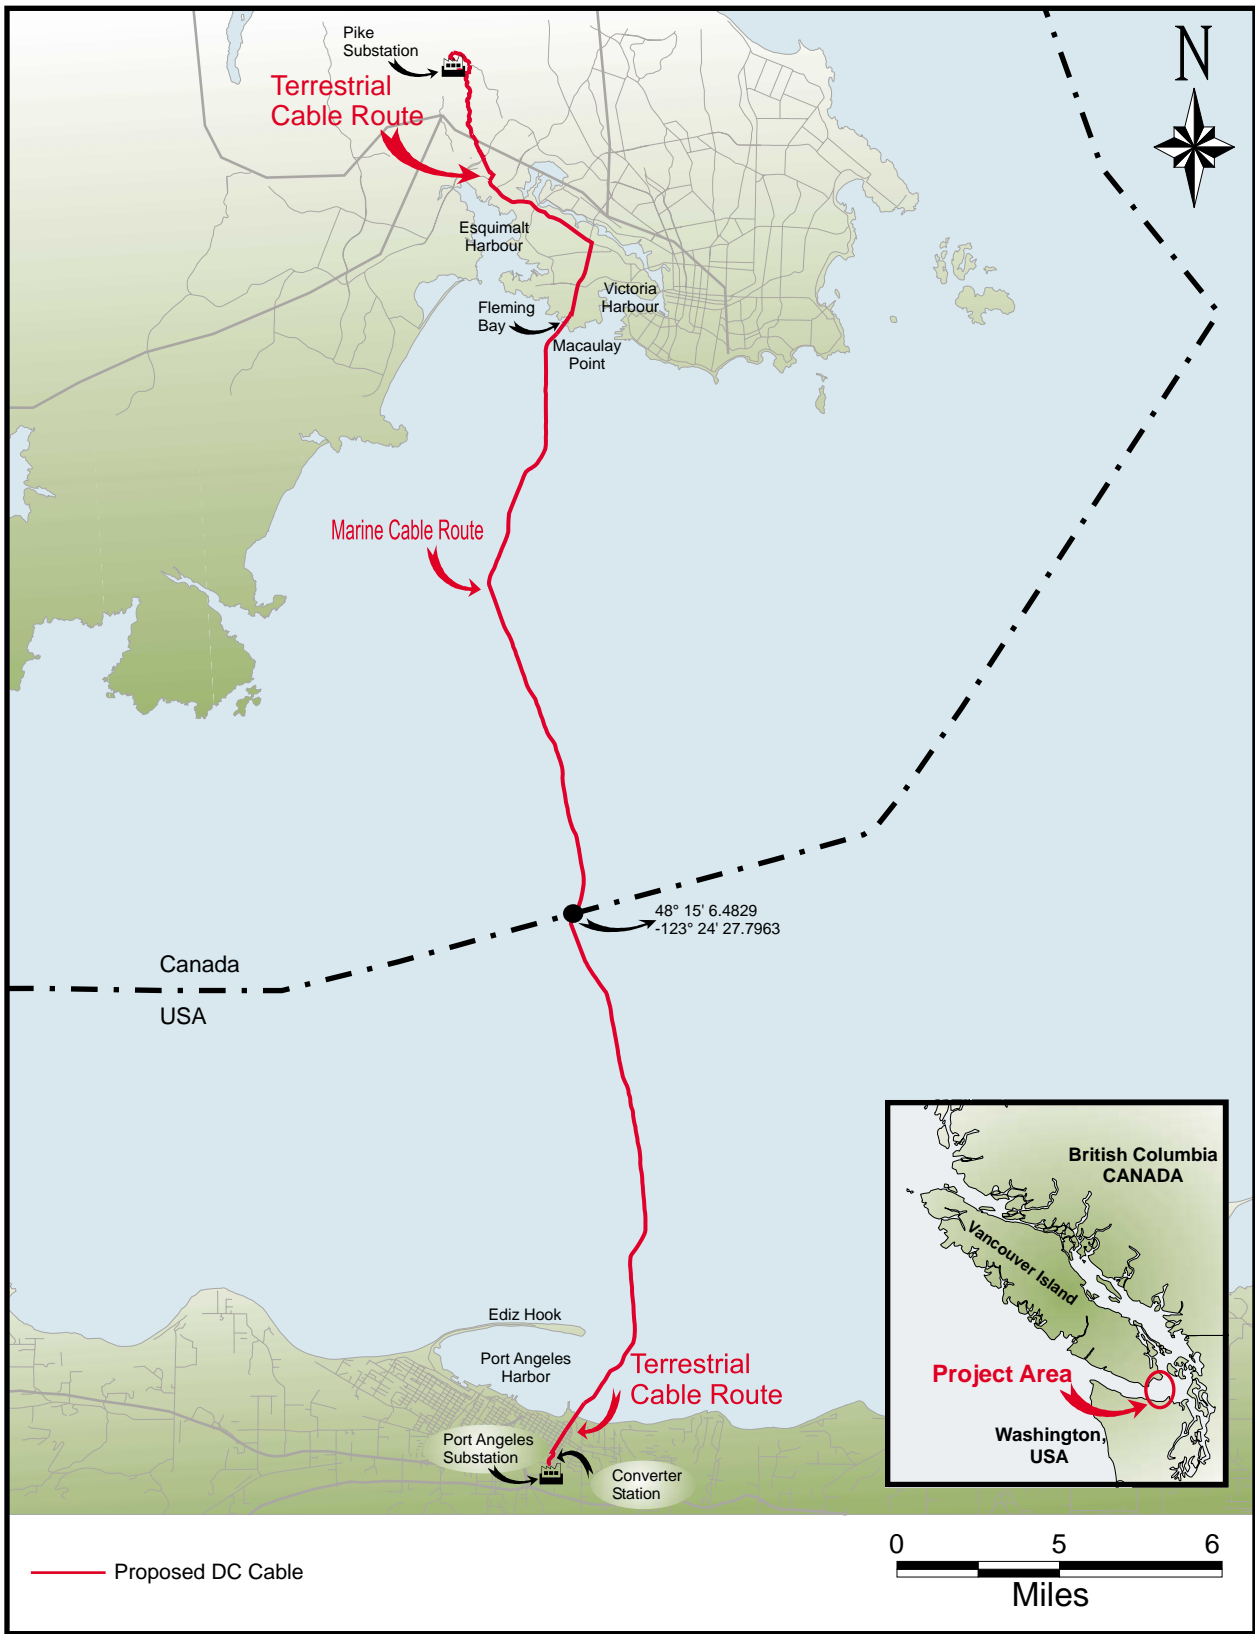 Pike
Substation
N
Terrestrial
Cable Route
Esquimalt
Harbour
Victoria
Harbour
Fleming
Bay
Macaulay
Point
Marine Cable Route
48° 15' 6.4829
-123° 24' 27.7963
Canada
USA
British Columbia
CANADA
Vancouver Island
Project Area
Washington,
USA
Ediz Hook
Port Angeles
Harbor
Terrestrial
Cable Route
Port Angeles
Substation
Converter
Station
Proposed DC Cable
0 5 6
Miles